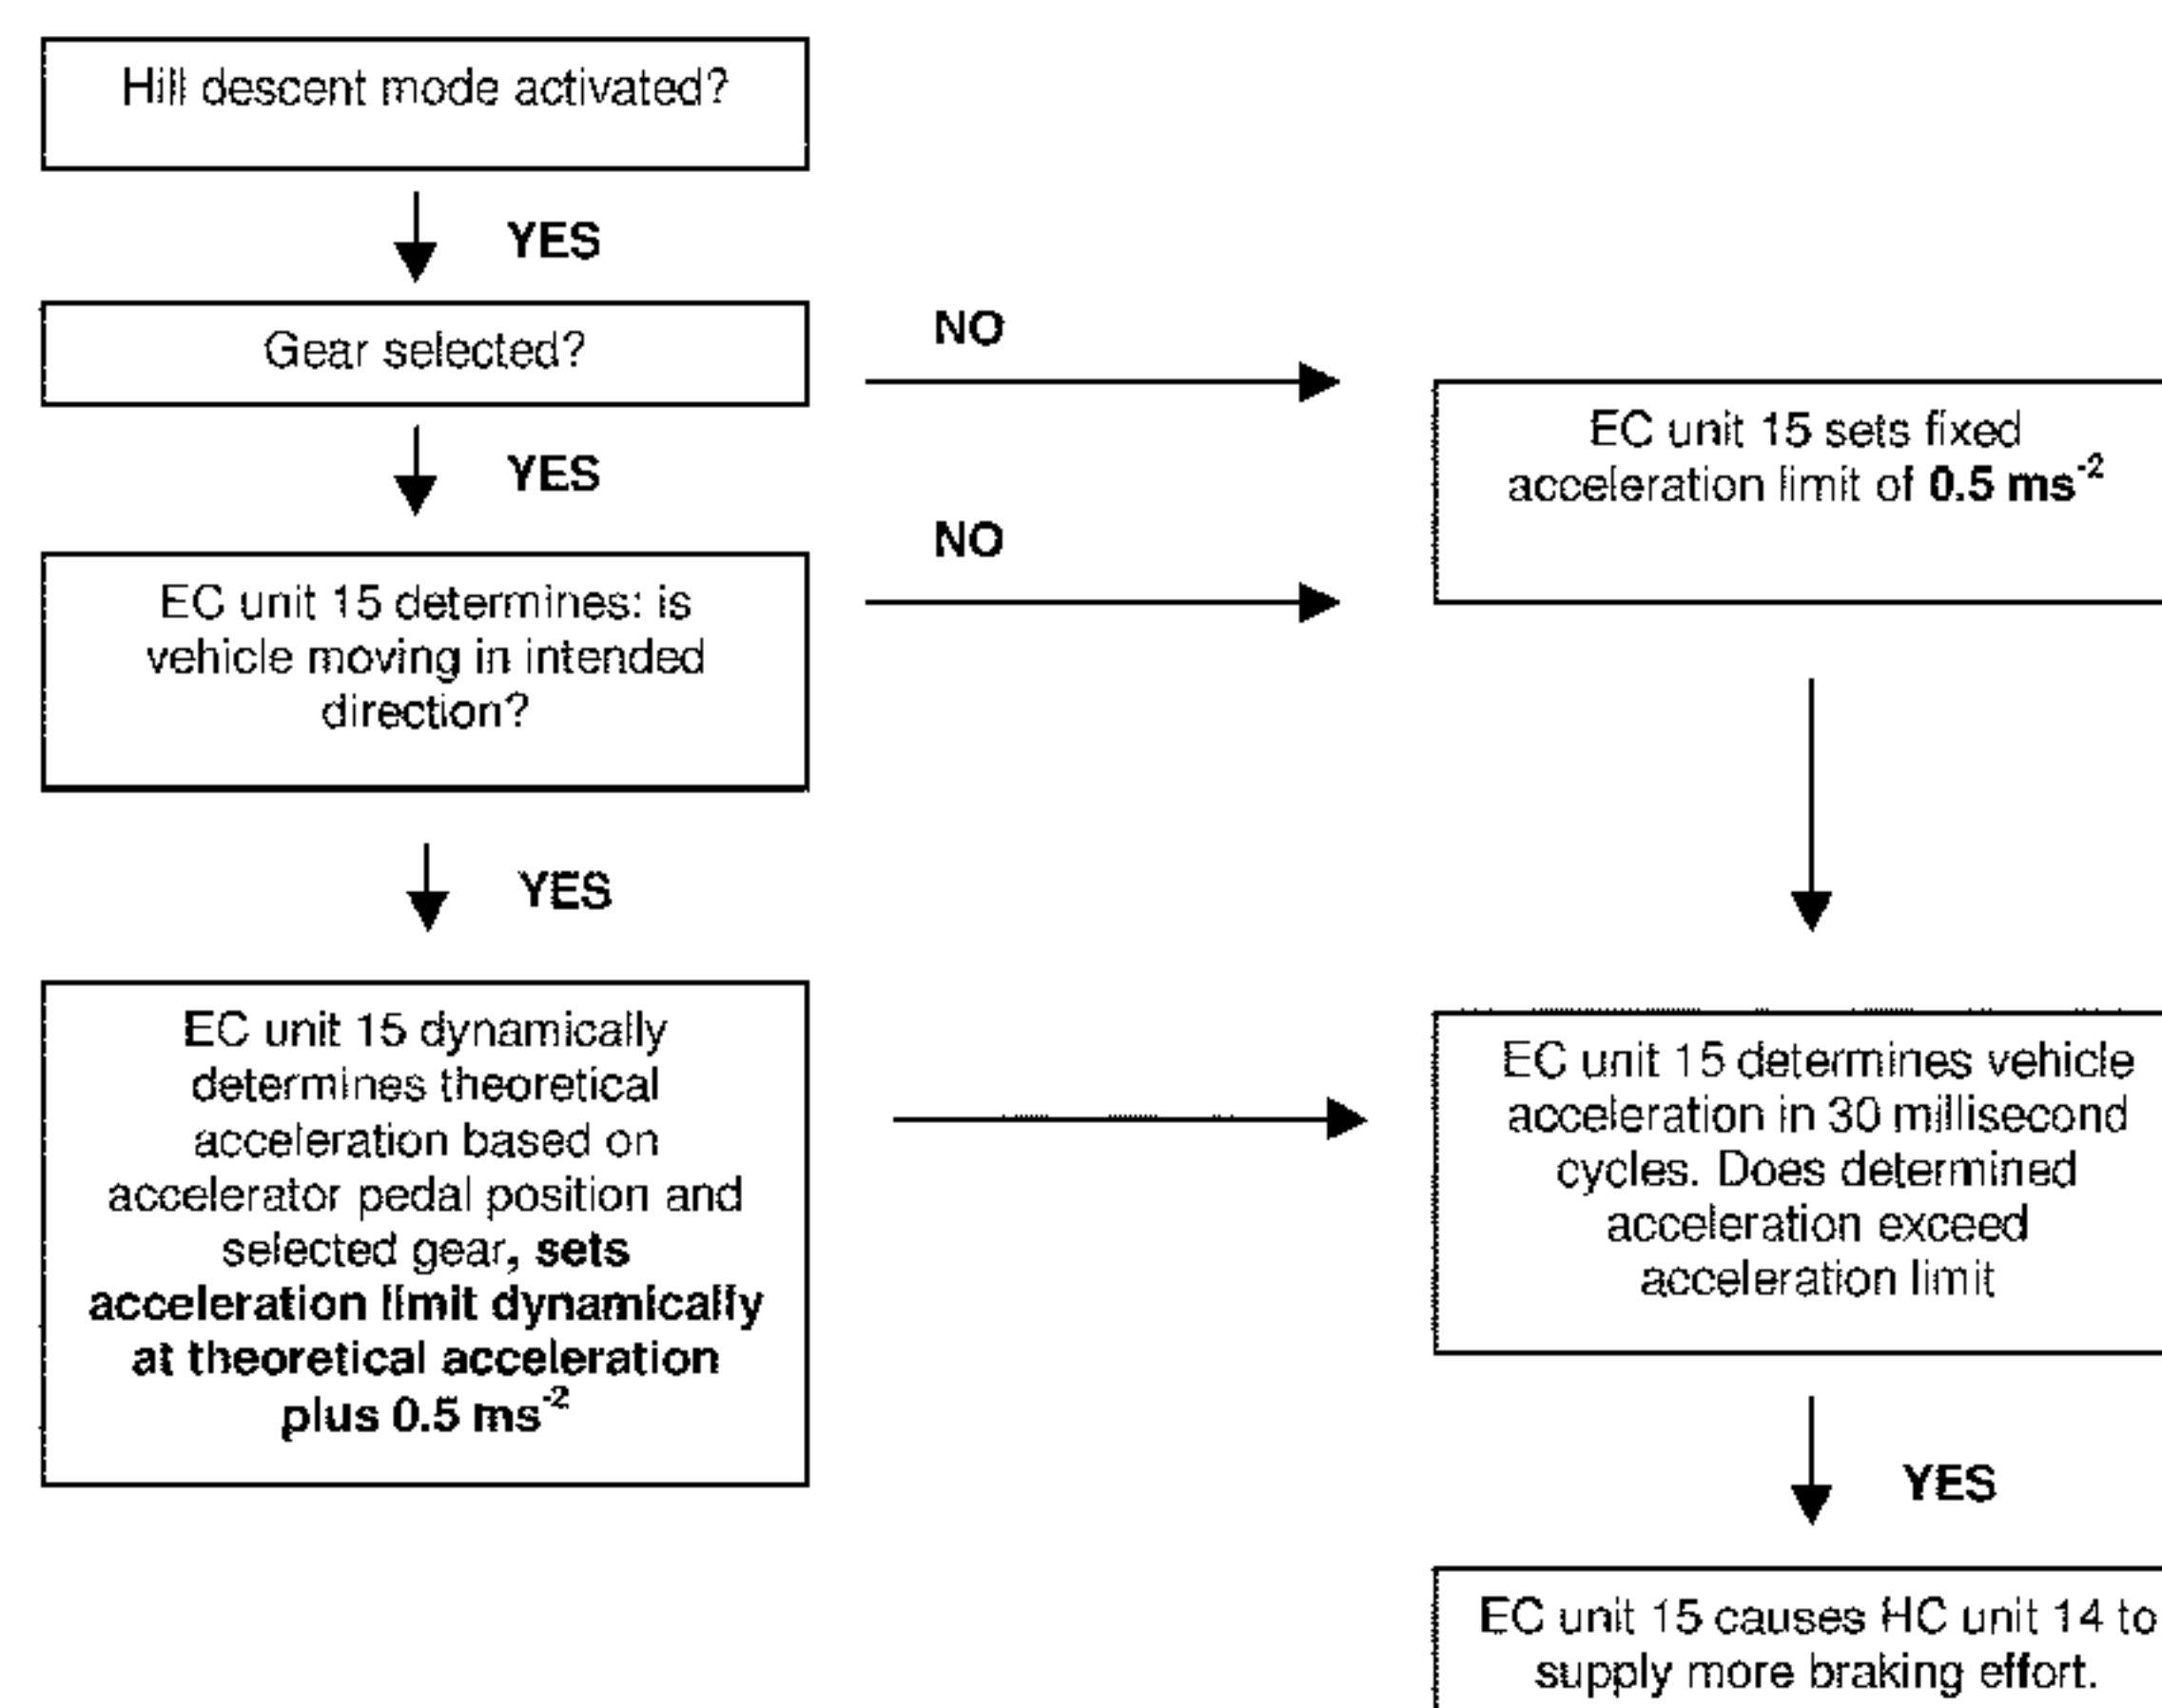 Hill descent mode activated?
YES
Gear selected?
NO
YES
EC unit 15 sets fixed
acceleration limit of 0.5 ms⁻²
NO
EC unit 15 determines: is
vehicle moving in intended
direction?
YES
EC unit 15 dynamically
determines theoretical
acceleration based on
accelerator pedal position and
selected gear, sets
acceleration limit dynamically
at theoretical acceleration
plus 0.5 ms⁻²
EC unit 15 determines vehicle
acceleration in 30 millisecond
cycles. Does determined
acceleration exceed
acceleration limit
YES
EC unit 15 causes HC unit 14 to
supply more braking effort.